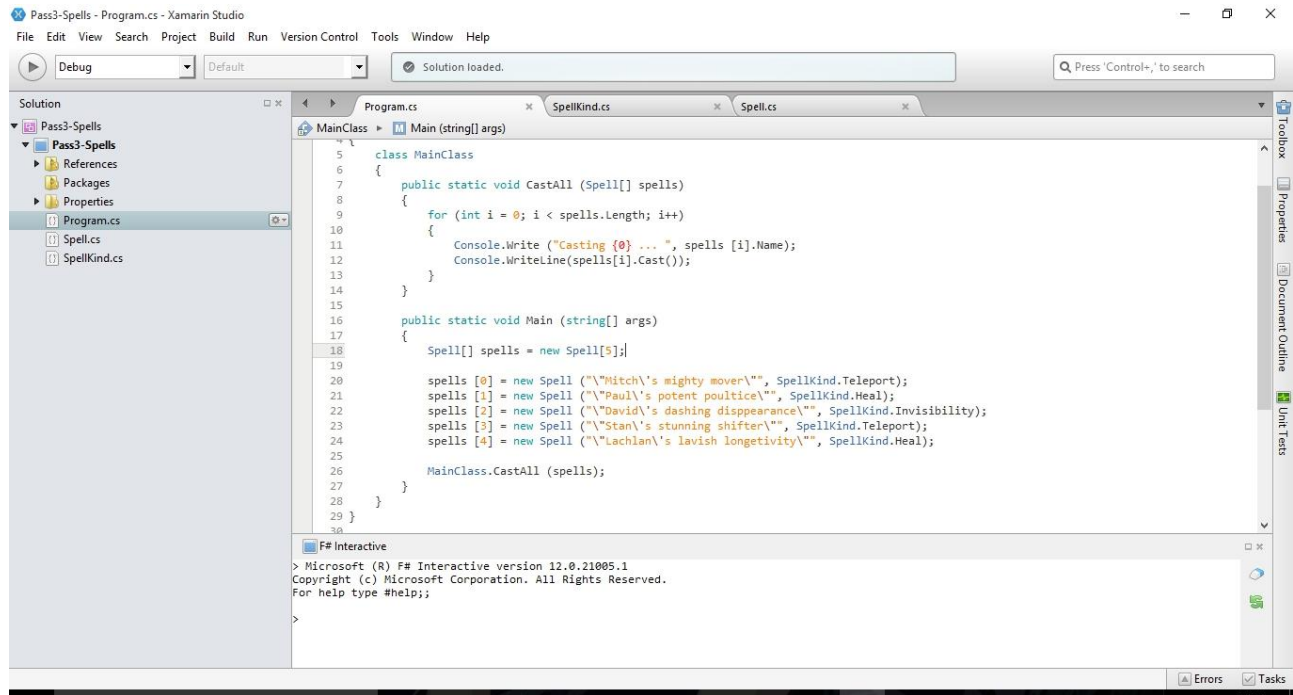 Pass3-Spells - Program.cs - Xamarin Studio
File Edit View Search Project Build Run Version Control Tools Window Help
Debug Default Solution loaded. Press 'Control+,' to search
Solution
Pass3-Spells
Pass3-Spells
References
Packages
Properties
Program.cs
Spell.cs
SpellKind.cs
Program.cs SpellKind.cs Spell.cs
MainClass Main (string[] args)
4 {
5 class MainClass
6 {
7 public static void CastAll (Spell[] spells)
8 {
9 for (int i = 0; i < spells.Length; i++)
10 {
11 Console.Write ("Casting {0} ... ", spells [i].Name);
12 Console.WriteLine(spells[i].Cast());
13 }
14 }
15
16 public static void Main (string[] args)
17 {
18 Spell[] spells = new Spell[5];
19
20 spells [0] = new Spell ("\"Mitch\'s mighty mover\"", SpellKind.Teleport);
21 spells [1] = new Spell ("\"Paul\'s potent poultice\"", SpellKind.Heal);
22 spells [2] = new Spell ("\"David\'s dashing disppearance\"", SpellKind.Invisibility);
23 spells [3] = new Spell ("\"Stan\'s stunning shifter\"", SpellKind.Teleport);
24 spells [4] = new Spell ("\"Lachlan\'s lavish longetivity\"", SpellKind.Heal);
25
26 MainClass.CastAll (spells);
27 }
28 }
29 }
30
F# Interactive
> Microsoft (R) F# Interactive version 12.0.21005.1
Copyright (c) Microsoft Corporation. All Rights Reserved.
For help type #help;;
>
Toolbox
Properties
Document Outline
Unit Tests
Errors Tasks